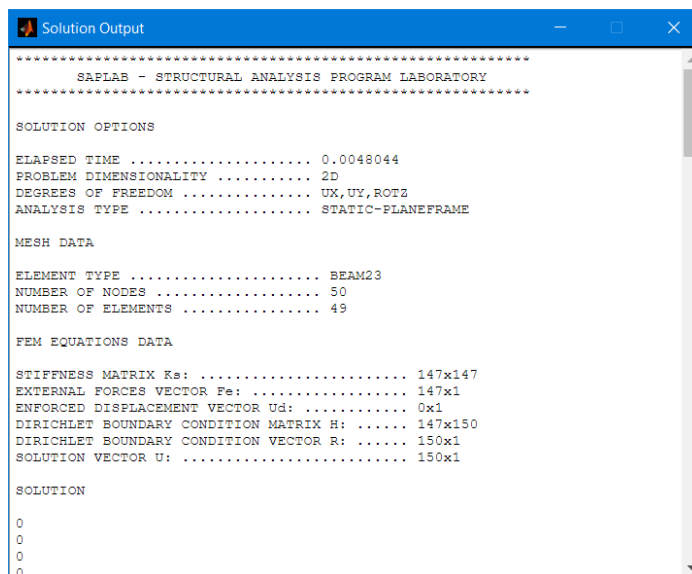 Solution Output
***********************************************************
SAPLAB - STRUCTURAL ANALYSIS PROGRAM LABORATORY
***********************************************************
SOLUTION OPTIONS
ELAPSED TIME ..................... 0.0048044
PROBLEM DIMENSIONALITY ........... 2D
DEGREES OF FREEDOM ............... UX,UY,ROTZ
ANALYSIS TYPE .................... STATIC-PLANEFRAME
MESH DATA
ELEMENT TYPE ...................... BEAM23
NUMBER OF NODES ................... 50
NUMBER OF ELEMENTS ................ 49
FEM EQUATIONS DATA
STIFFNESS MATRIX Ks: ........................ 147x147
EXTERNAL FORCES VECTOR Fe: .................. 147x1
ENFORCED DISPLACEMENT VECTOR Ud: ............ 0x1
DIRICHLET BOUNDARY CONDITION MATRIX H: ...... 147x150
DIRICHLET BOUNDARY CONDITION VECTOR R: ...... 150x1
SOLUTION VECTOR U: .......................... 150x1
SOLUTION
0
0
0
0